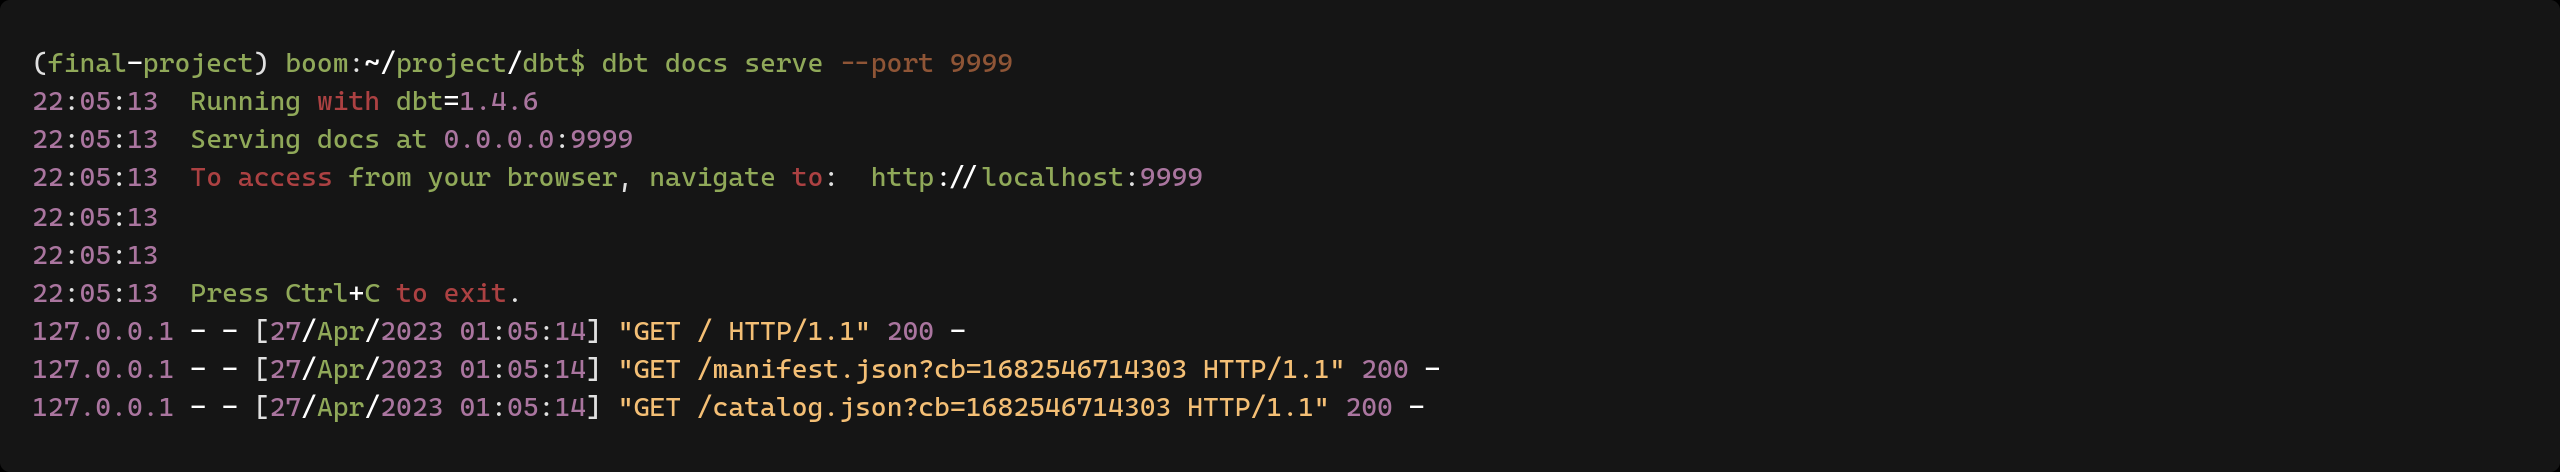 (final-project) boom:~/project/dbt$ dbt docs serve --port 9999
22:05:13  Running with dbt=1.4.6
22:05:13  Serving docs at 0.0.0.0:9999
22:05:13  To access from your browser, navigate to:  http://localhost:9999
22:05:13
22:05:13
22:05:13  Press Ctrl+C to exit.
127.0.0.1 - - [27/Apr/2023 01:05:14] "GET / HTTP/1.1" 200 -
127.0.0.1 - - [27/Apr/2023 01:05:14] "GET /manifest.json?cb=1682546714303 HTTP/1.1" 200 -
127.0.0.1 - - [27/Apr/2023 01:05:14] "GET /catalog.json?cb=1682546714303 HTTP/1.1" 200 -